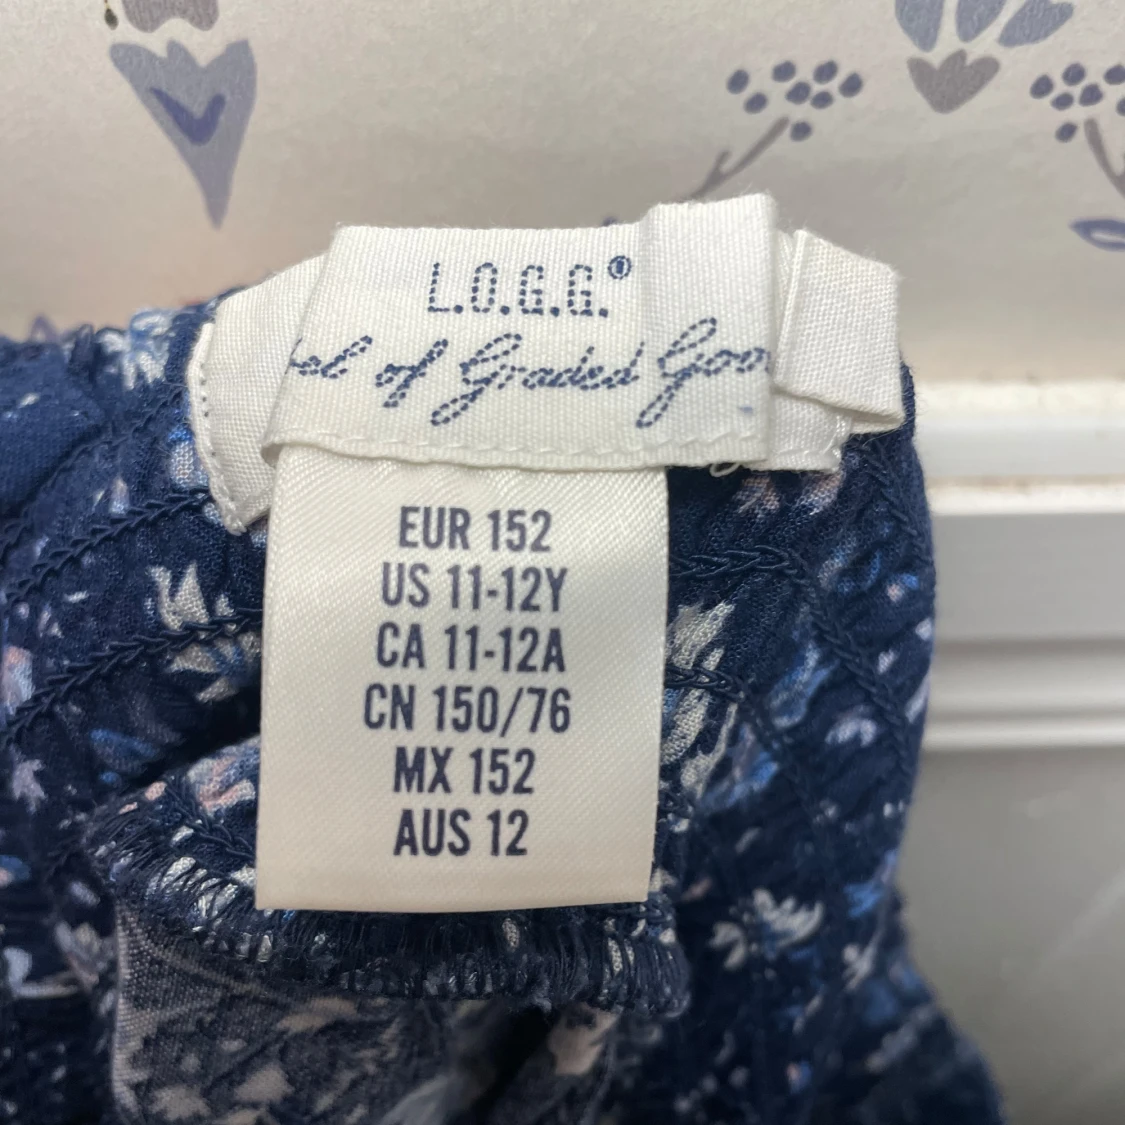 L.O.G.G.®
of Graded
EUR 152
US 11-12Y
CA 11-12A
CN 150/76
MX 152
AUS 12